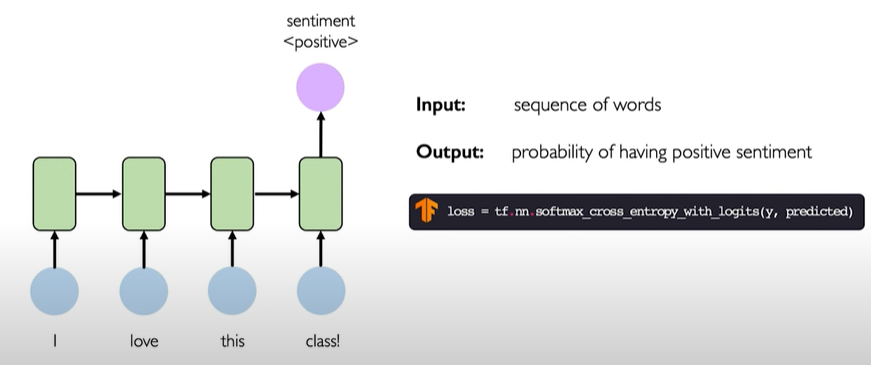 sentiment
<positive>
Input: sequence of words
Output: probability of having positive sentiment
loss = tf.nn.softmax_cross_entropy_with_logits(y, predicted)
I love this class!